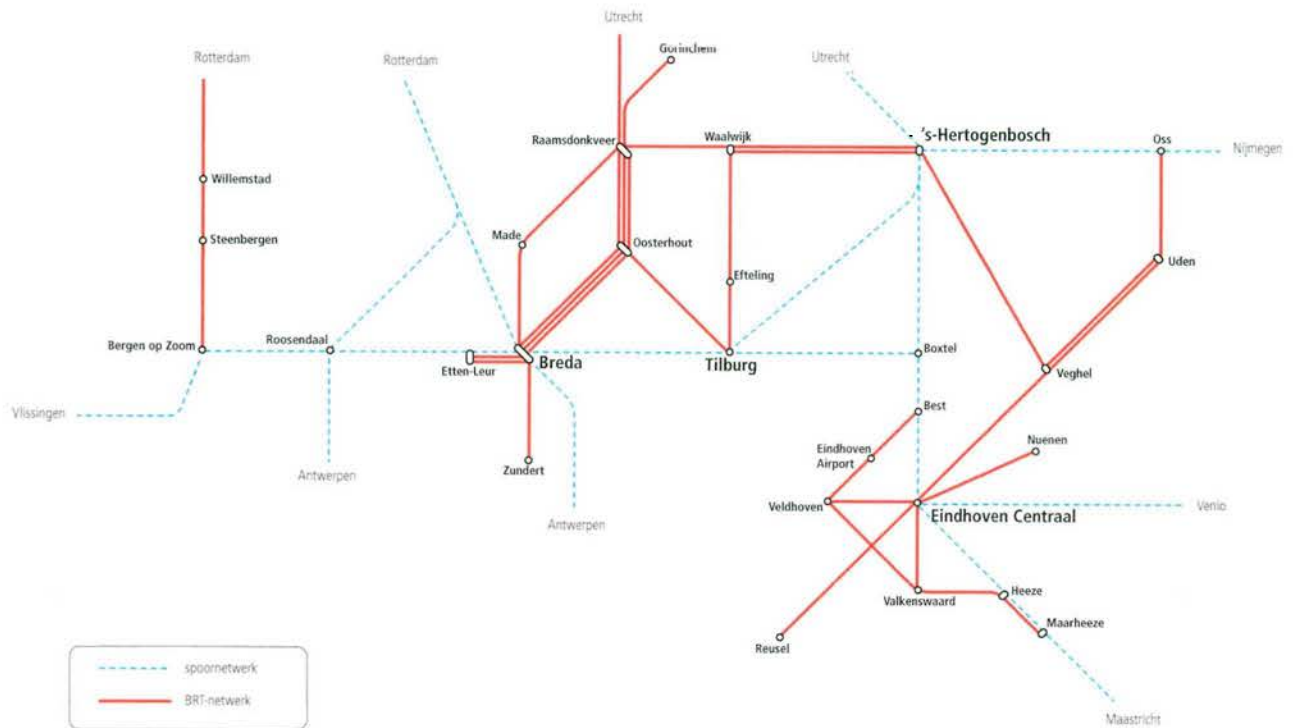 Utrecht
Gorinchem
Rotterdam
Rotterdam
Utrecht
Raamsdonkveer
Waalwijk
's-Hertogenbosch
Oss
Nijmegen
Willemstad
Steenbergen
Made
Oosterhout
Efteling
Uden
Bergen op Zoom
Roosendaal
Etten-Leur
Breda
Tilburg
Boxtel
Veghel
Vlissingen
Best
Nuenen
Eindhoven
Airport
Antwerpen
Zundert
Veldhoven
Eindhoven Centraal
Venlo
Antwerpen
Valkenswaard
Heeze
Maarheeze
Reusel
spoornetwerk
BRT-netwerk
Maastricht